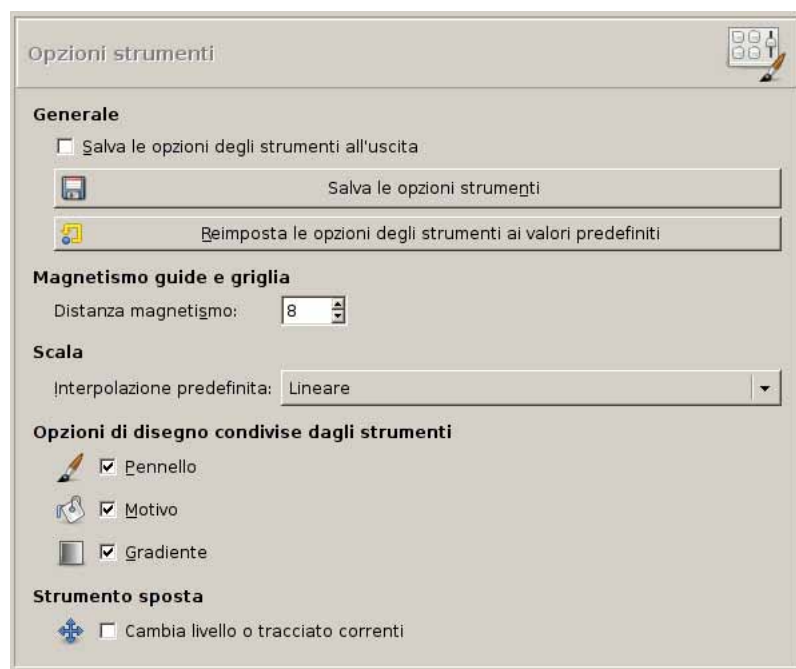 Opzioni strumenti
Generale
Salva le opzioni degli strumenti all'uscita
Salva le opzioni strumenti
Reimposta le opzioni degli strumenti ai valori predefiniti
Magnetismo guide e griglia
Distanza magnetismo: 8
Scala
Interpolazione predefinita: Lineare
Opzioni di disegno condivise dagli strumenti
Pennello
Motivo
Gradiente
Strumento sposta
Cambia livello o tracciato correnti